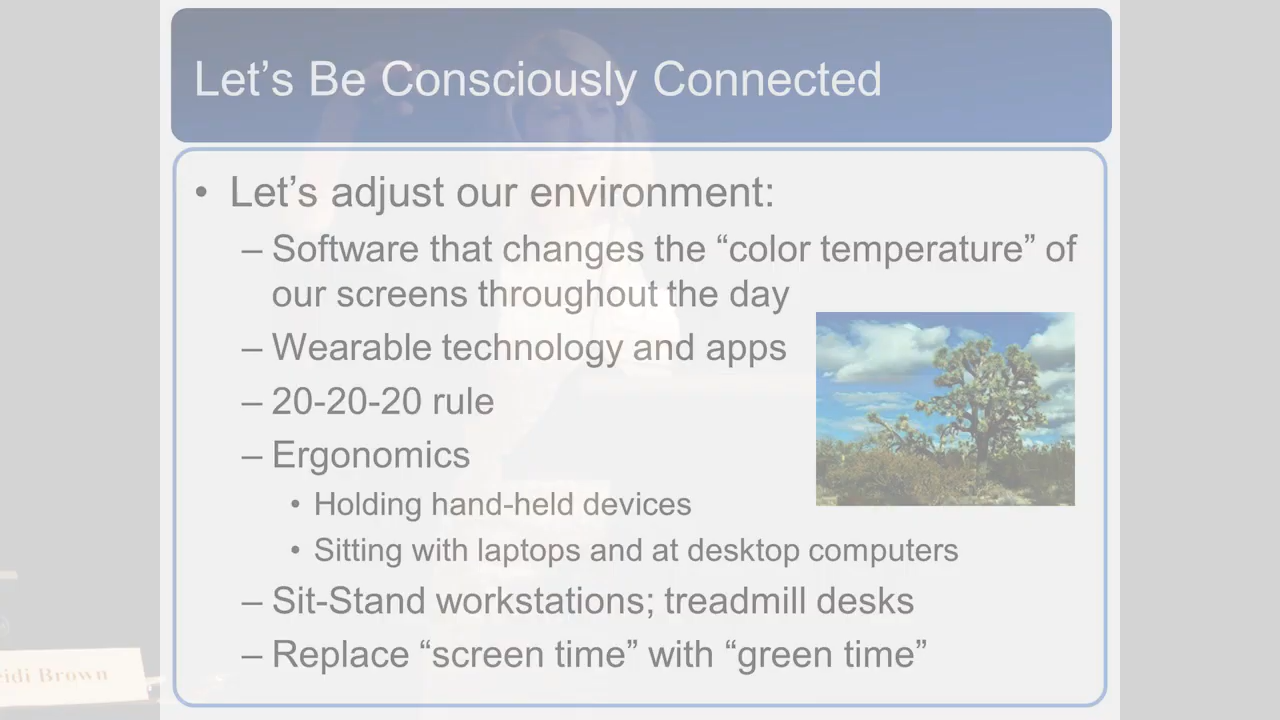 Let’s Be Consciously Connected
• Let’s adjust our environment:
– Software that changes the “color temperature” of
our screens throughout the day
– Wearable technology and apps
– 20-20-20 rule
– Ergonomics
• Holding hand-held devices
• Sitting with laptops and at desktop computers
– Sit-Stand workstations; treadmill desks
– Replace “screen time” with “green time”
Brown